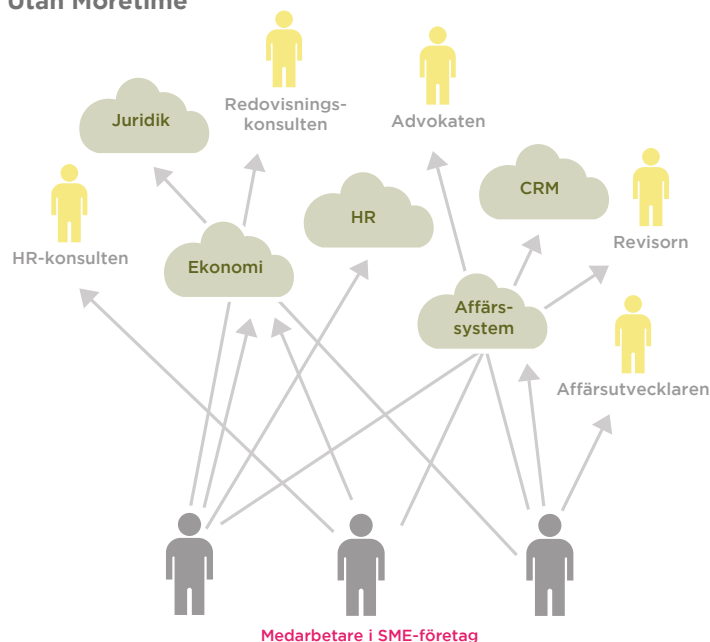 Utan Moretime
Redovisnings-
konsulten
Juridik
Advokaten
CRM
HR
Revisorn
HR-konsulten
Ekonomi
Affärs-
system
Affärsutvecklaren
Medarbetare i SME-företag